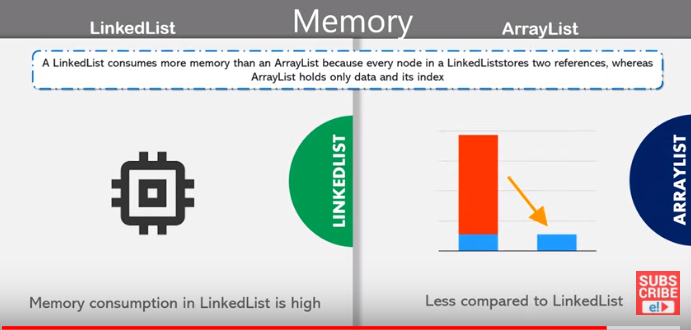 Memory
LinkedList
ArrayList
A LinkedList consumes more memory than an ArrayList because every node in a LinkedListstores two references, whereas
ArrayList holds only data and its index
LINKEDLIST
ARRAYLIST
Memory consumption in LinkedList is high
Less compared to LinkedList
SUBS
CRIBE
e!